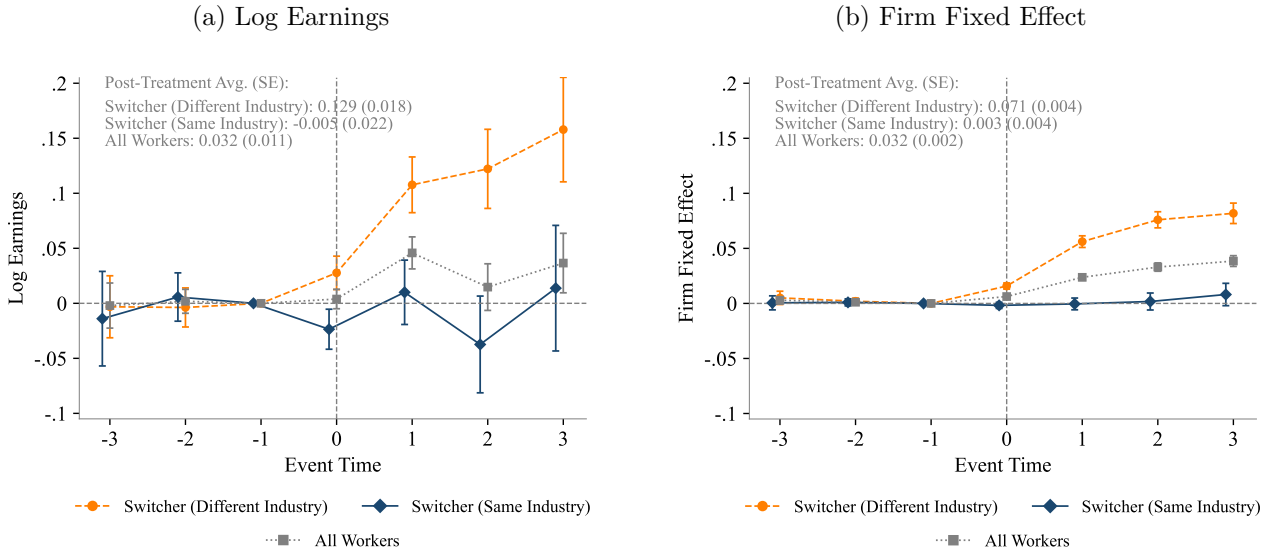 (a) Log Earnings
Post-Treatment Avg. (SE):
Switcher (Different Industry): 0.129 (0.018)
Switcher (Same Industry): -0.005 (0.022)
All Workers: 0.032 (0.011)
.2
.15
.1
.05
0
-.05
-.1
Log Earnings
-3 -2 -1 0 1 2 3
Event Time
Switcher (Different Industry) Switcher (Same Industry)
All Workers
(b) Firm Fixed Effect
Post-Treatment Avg. (SE):
Switcher (Different Industry): 0.071 (0.004)
Switcher (Same Industry): 0.003 (0.004)
All Workers: 0.032 (0.002)
.2
.15
.1
.05
0
-.05
-.1
Firm Fixed Effect
-3 -2 -1 0 1 2 3
Event Time
Switcher (Different Industry) Switcher (Same Industry)
All Workers